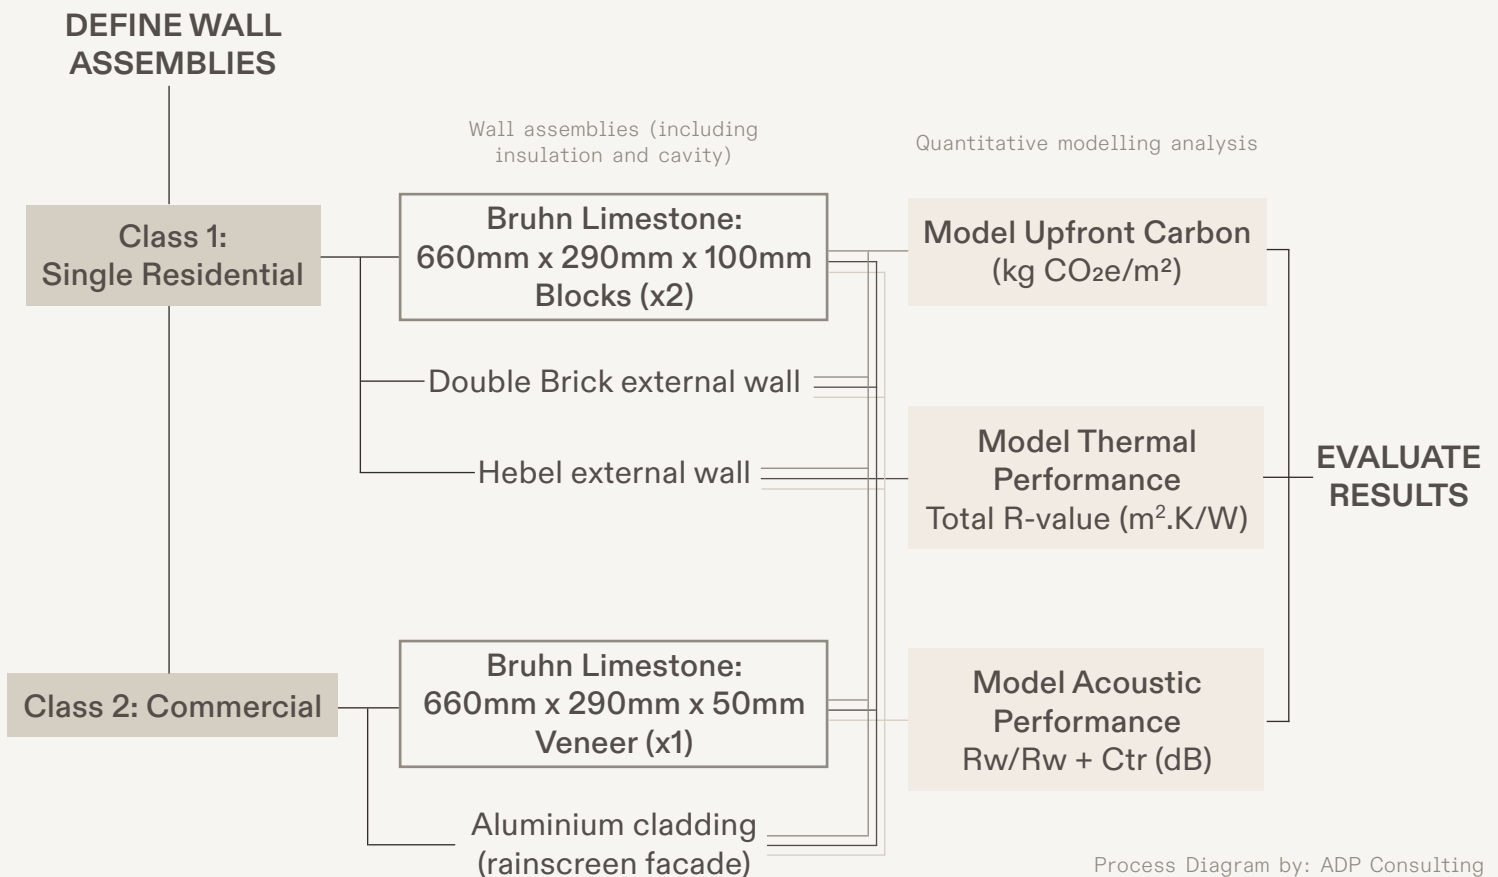 DEFINE WALL
ASSEMBLIES
Wall assemblies (including
insulation and cavity)
Quantitative modelling analysis
Class 1:
Single Residential
Bruhn Limestone:
660mm x 290mm x 100mm
Blocks (x2)
Double Brick external wall
Hebel external wall
Model Upfront Carbon
(kg CO₂e/m²)
Model Thermal
Performance
Total R-value (m².K/W)
EVALUATE
RESULTS
Class 2: Commercial
Bruhn Limestone:
660mm x 290mm x 50mm
Veneer (x1)
Aluminium cladding
(rainscreen facade)
Model Acoustic
Performance
Rw/Rw + Ctr (dB)
Process Diagram by: ADP Consulting